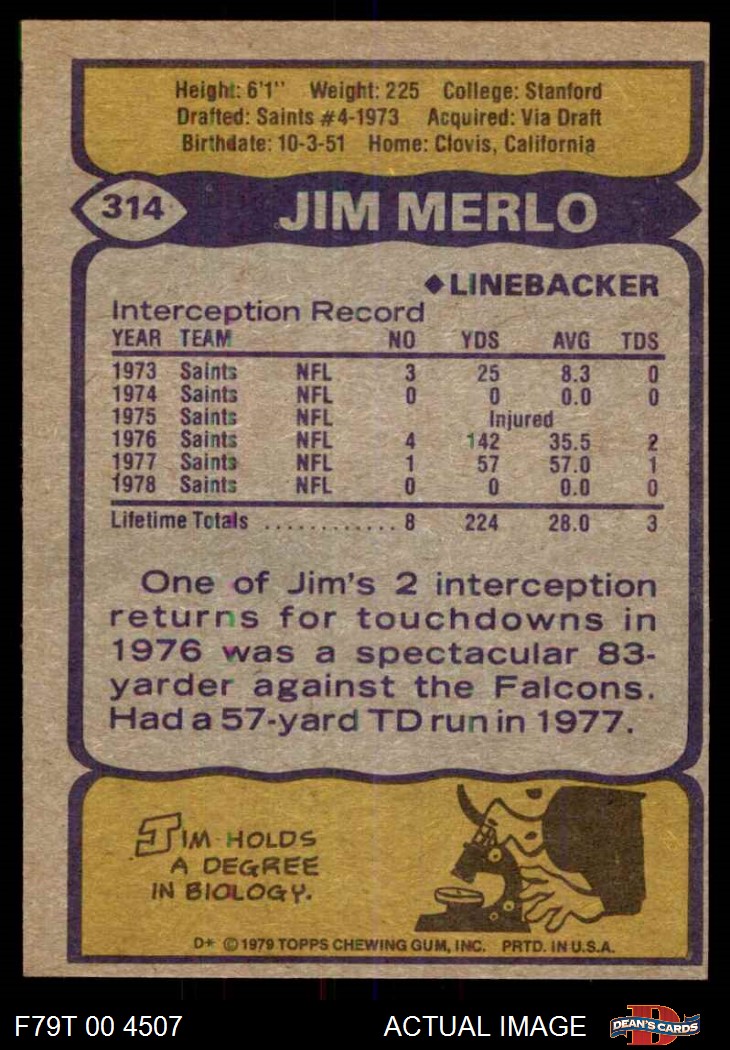 Height: 6'1" Weight: 225 College: Stanford
Drafted: Saints #4-1973 Acquired: Via Draft
Birthdate: 10-3-51 Home: Clovis, California
314
JIM MERLO
◆LINEBACKER
Interception Record
YEAR TEAM NO YDS AVG TDS
1973 Saints NFL 3 25 8.3 0
1974 Saints NFL 0 0 0.0 0
1975 Saints NFL Injured
1976 Saints NFL 4 142 35.5 2
1977 Saints NFL 1 57 57.0 1
1978 Saints NFL 0 0 0.0 0
Lifetime Totals ............ 8 224 28.0 3
One of Jim's 2 interception
returns for touchdowns in
1976 was a spectacular 83-
yarder against the Falcons.
Had a 57-yard TD run in 1977.
JIM HOLDS
A DEGREE
IN BIOLOGY.
D* © 1979 TOPPS CHEWING GUM, INC. PRTD. IN U.S.A.
F79T 00 4507 ACTUAL IMAGE
D
DEAN'S CARDS